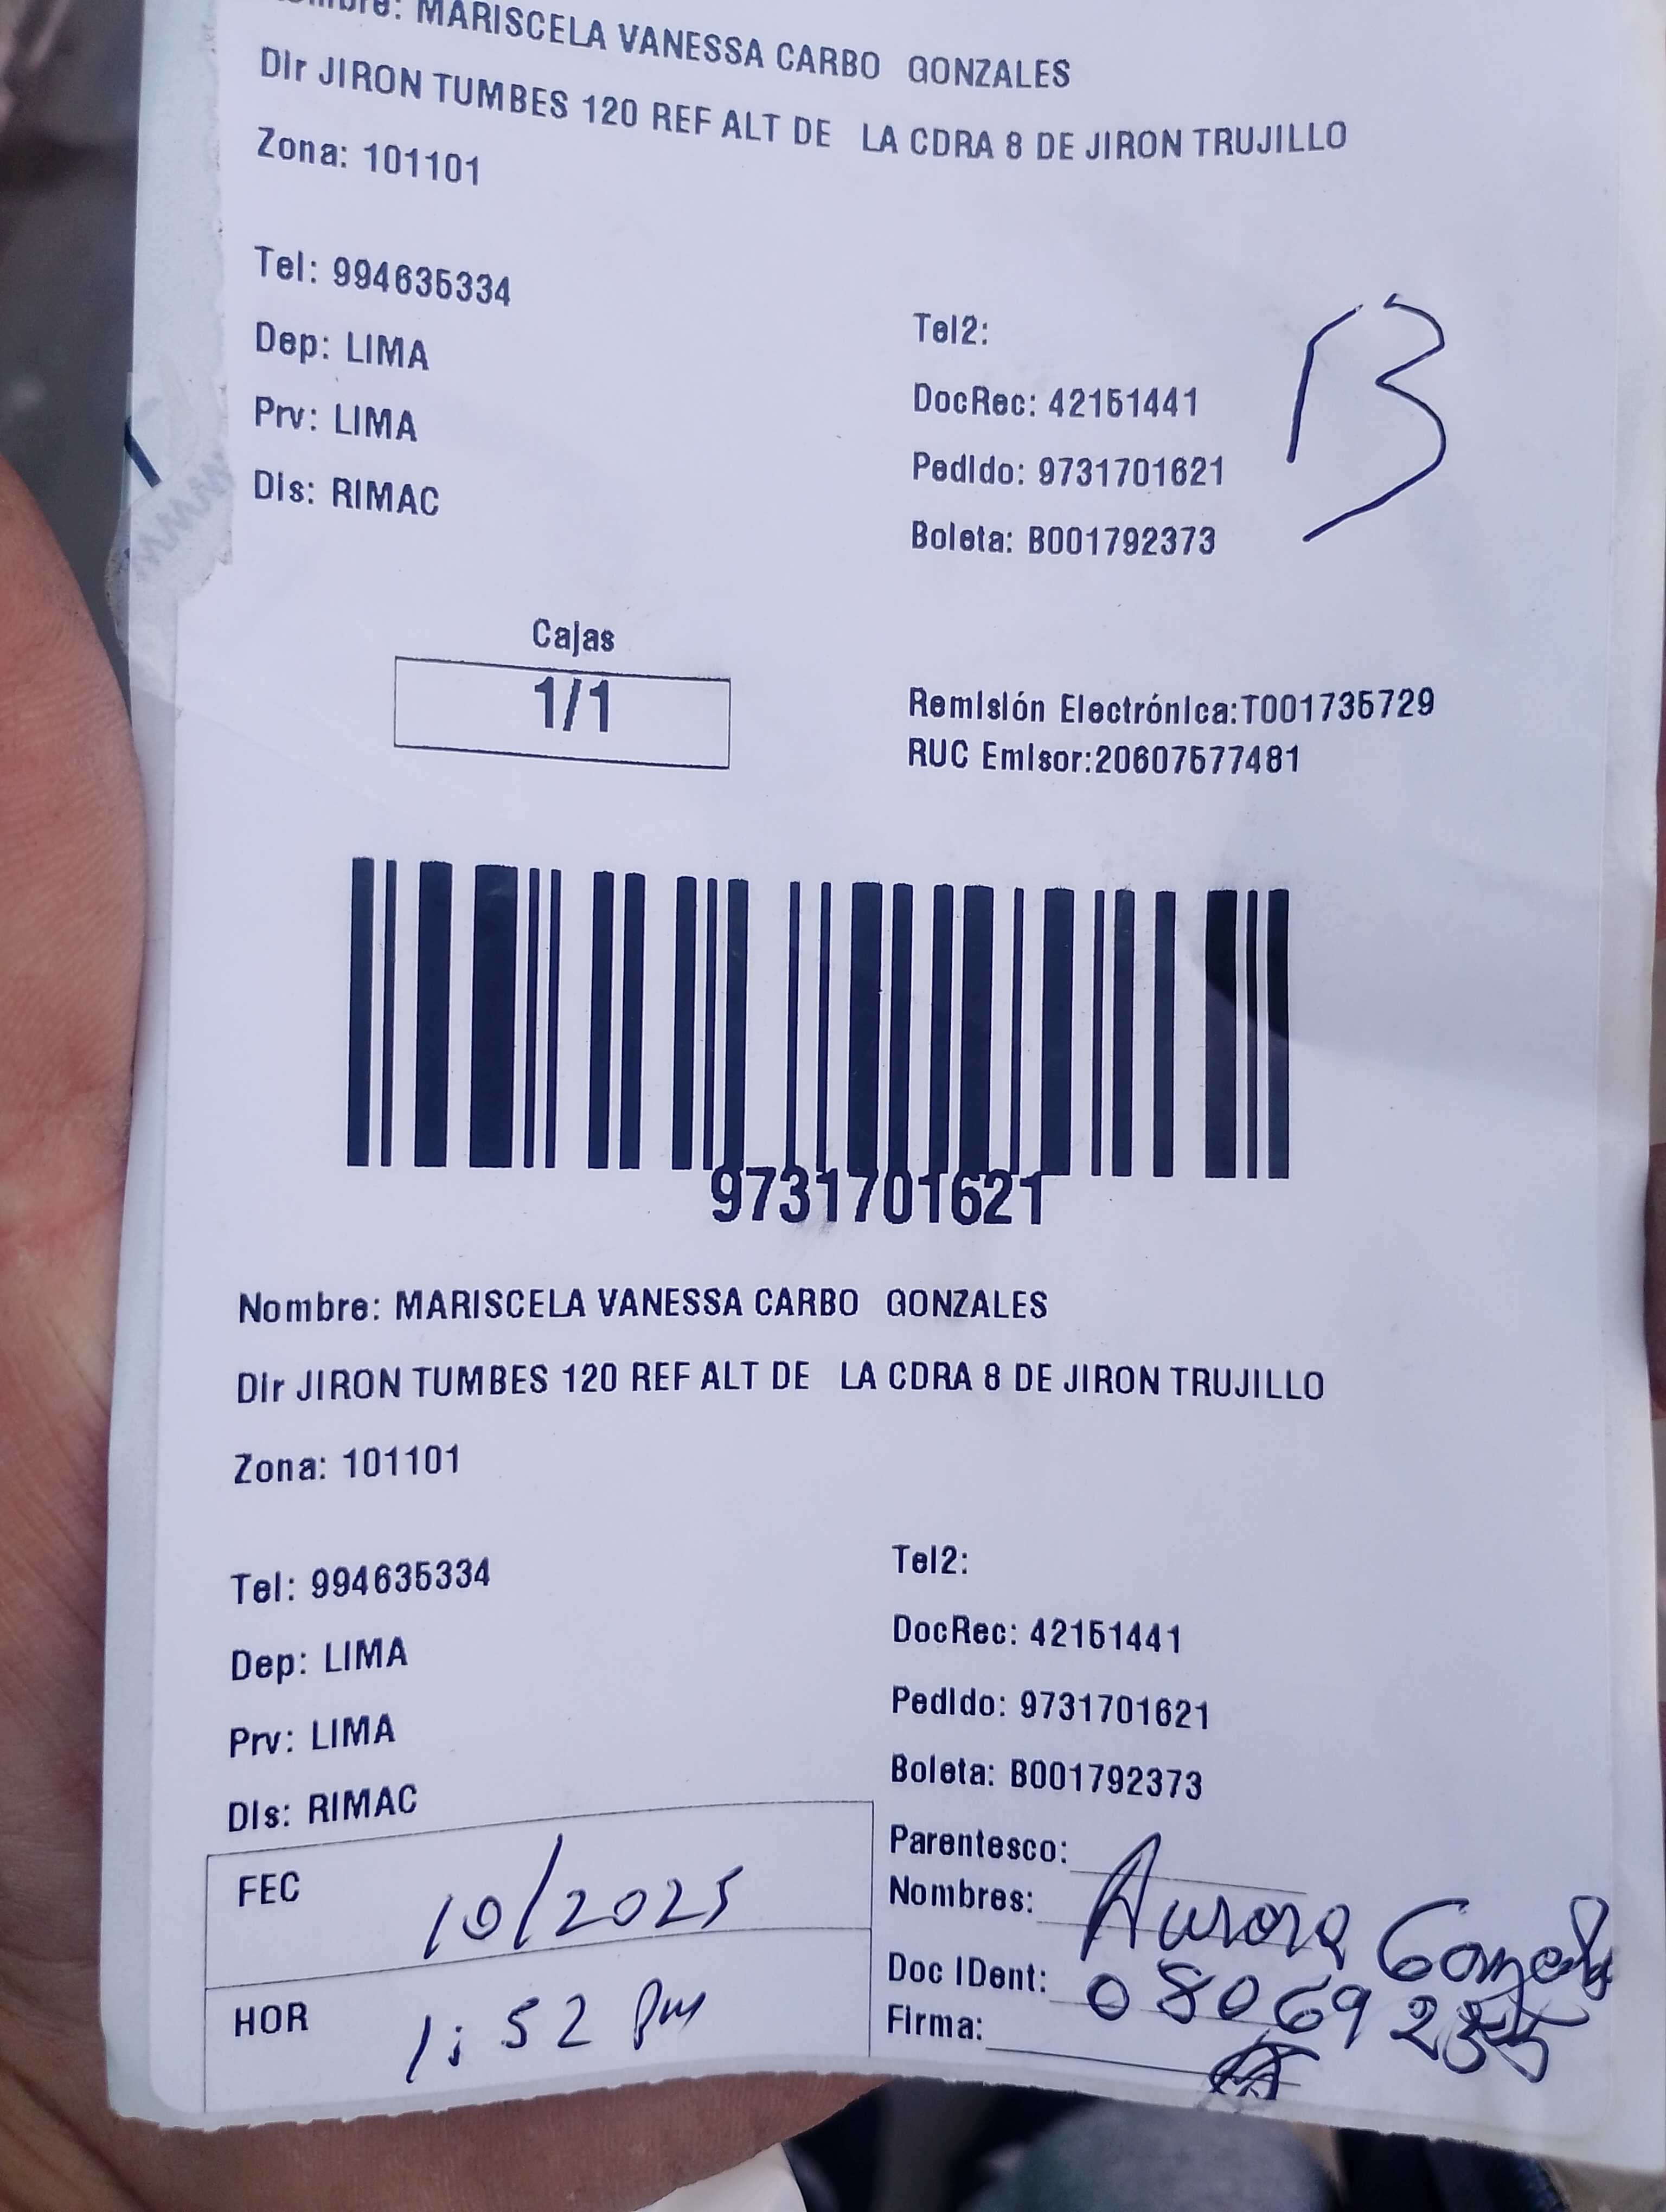 Nombre: MARISCELA VANESSA CARBO GONZALES
Dir JIRON TUMBES 120 REF ALT DE LA CDRA 8 DE JIRON TRUJILLO
Zona: 101101
Tel: 994635334
Dep: LIMA
Prv: LIMA
Dis: RIMAC
Tel2:
DocRec: 42151441
Pedido: 9731701621
Boleta: B001792373
13
Cajas
1/1
Remisión Electrónica:T001735729
RUC Emisor:20607577481
9731701621
Nombre: MARISCELA VANESSA CARBO GONZALES
Dir JIRON TUMBES 120 REF ALT DE LA CDRA 8 DE JIRON TRUJILLO
Zona: 101101
Tel: 994635334
Dep: LIMA
Prv: LIMA
Dis: RIMAC
Tel2:
DocRec: 42151441
Pedido: 9731701621
Boleta: B001792373
FEC 10/2025
HOR 1:52 pm
Parentesco:
Nombres: Aurora Gonzales
Doc IDent:
Firma: